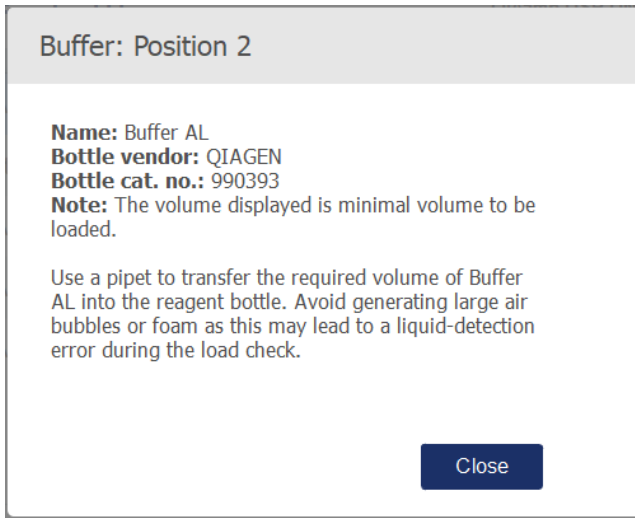 Buffer: Position 2
Name: Buffer AL
Bottle vendor: QIAGEN
Bottle cat. no.: 990393
Note: The volume displayed is minimal volume to be
loaded.
Use a pipet to transfer the required volume of Buffer
AL into the reagent bottle. Avoid generating large air
bubbles or foam as this may lead to a liquid-detection
error during the load check.
Close